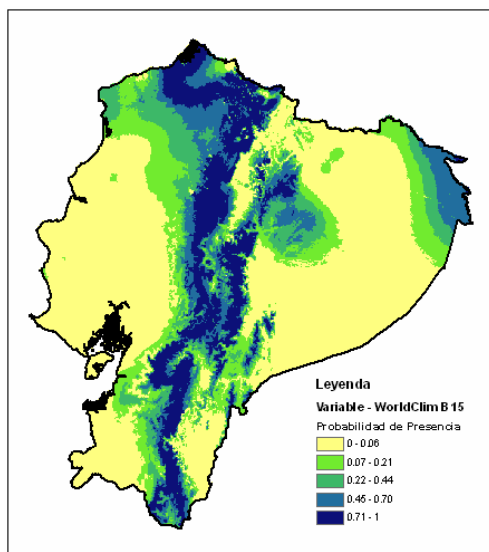 Leyenda
Variable - WorldClim B 15
Probabilidad de Presencia
0 - 0.06
0.07 - 0.21
0.22 - 0.44
0.45 - 0.70
0.71 - 1